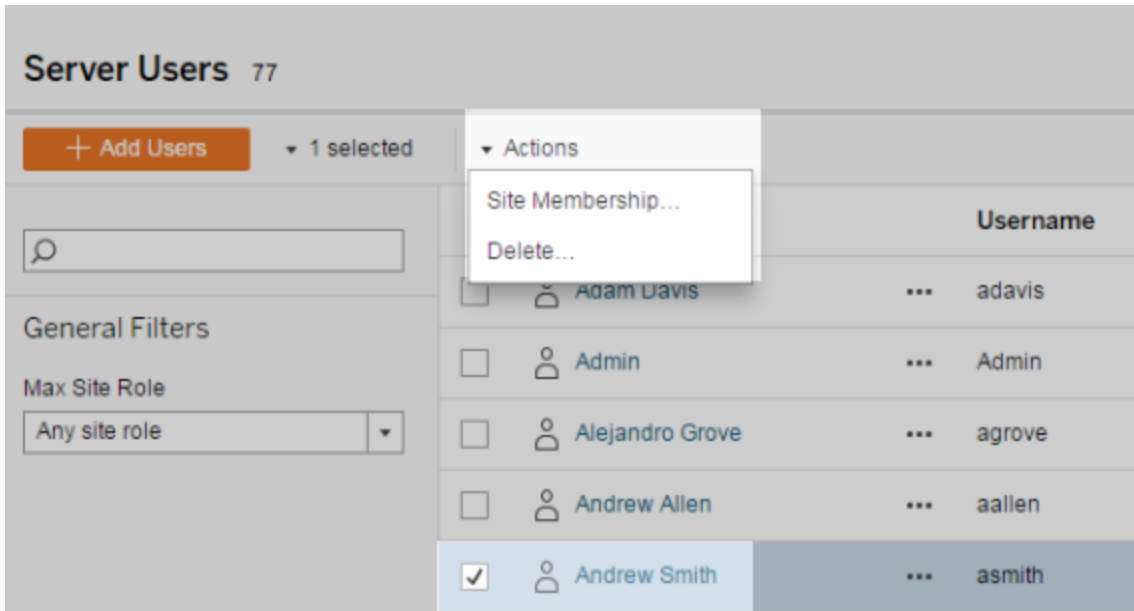 Server Users 77
+ Add Users 1 selected Actions
Site Membership...
Delete...
Username
General Filters
Max Site Role
Any site role
Adam Davis ••• adavis
Admin ••• Admin
Alejandro Grove ••• agrove
Andrew Allen ••• aallen
Andrew Smith ••• asmith